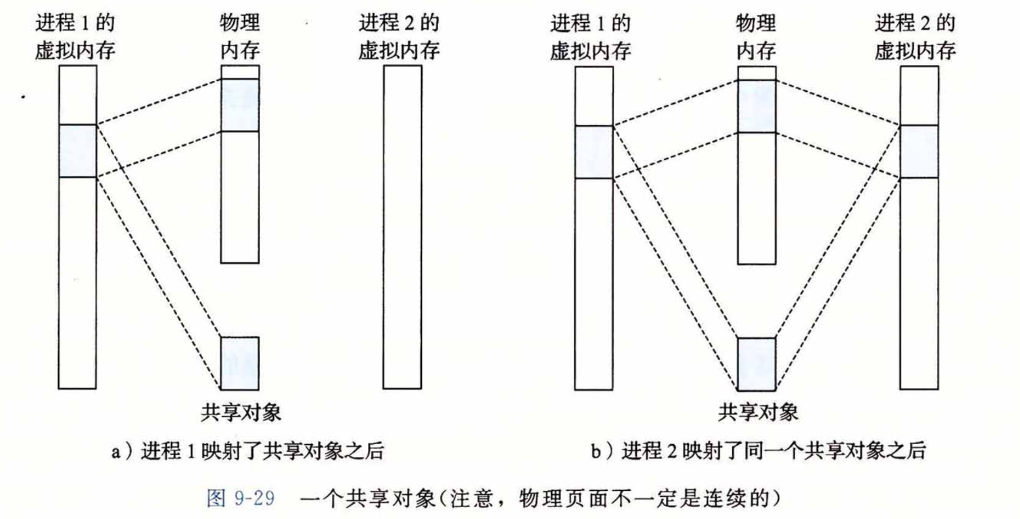 进程1的
虚拟内存
物理
内存
进程2的
虚拟内存
共享对象
a）进程1映射了共享对象之后
进程1的
虚拟内存
物理
内存
进程2的
虚拟内存
共享对象
b）进程2映射了同一个共享对象之后
图 9-29 一个共享对象(注意，物理页面不一定是连续的)